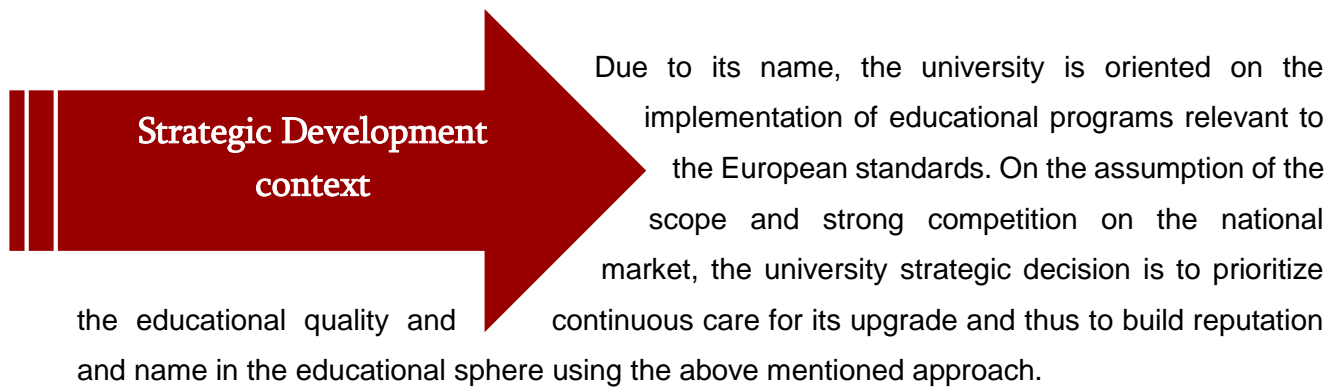 Strategic Development
context
Due to its name, the university is oriented on the
implementation of educational programs relevant to
the European standards. On the assumption of the
scope and strong competition on the national
market, the university strategic decision is to prioritize
the educational quality and continuous care for its upgrade and thus to build reputation
and name in the educational sphere using the above mentioned approach.